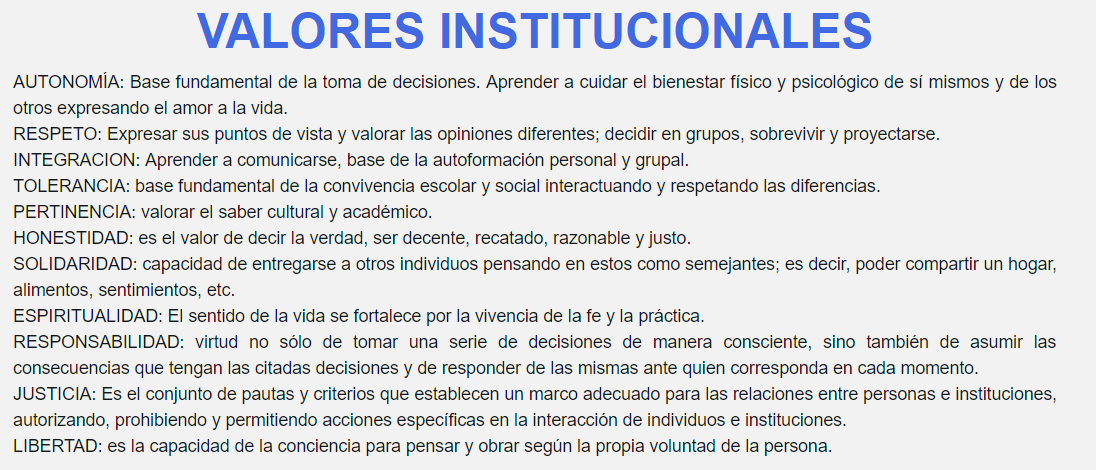 VALORES INSTITUCIONALES
AUTONOMÍA: Base fundamental de la toma de decisiones. Aprender a cuidar el bienestar físico y psicológico de sí mismos y de los
otros expresando el amor a la vida.
RESPETO: Expresar sus puntos de vista y valorar las opiniones diferentes; decidir en grupos, sobrevivir y proyectarse.
INTEGRACION: Aprender a comunicarse, base de la autoformación personal y grupal.
TOLERANCIA: base fundamental de la convivencia escolar y social interactuando y respetando las diferencias.
PERTINENCIA: valorar el saber cultural y académico.
HONESTIDAD: es el valor de decir la verdad, ser decente, recatado, razonable y justo.
SOLIDARIDAD: capacidad de entregarse a otros individuos pensando en estos como semejantes; es decir, poder compartir un hogar,
alimentos, sentimientos, etc.
ESPIRITUALIDAD: El sentido de la vida se fortalece por la vivencia de la fe y la práctica.
RESPONSABILIDAD: virtud no sólo de tomar una serie de decisiones de manera consciente, sino también de asumir las
consecuencias que tengan las citadas decisiones y de responder de las mismas ante quien corresponda en cada momento.
JUSTICIA: Es el conjunto de pautas y criterios que establecen un marco adecuado para las relaciones entre personas e instituciones,
autorizando, prohibiendo y permitiendo acciones específicas en la interacción de individuos e instituciones.
LIBERTAD: es la capacidad de la conciencia para pensar y obrar según la propia voluntad de la persona.